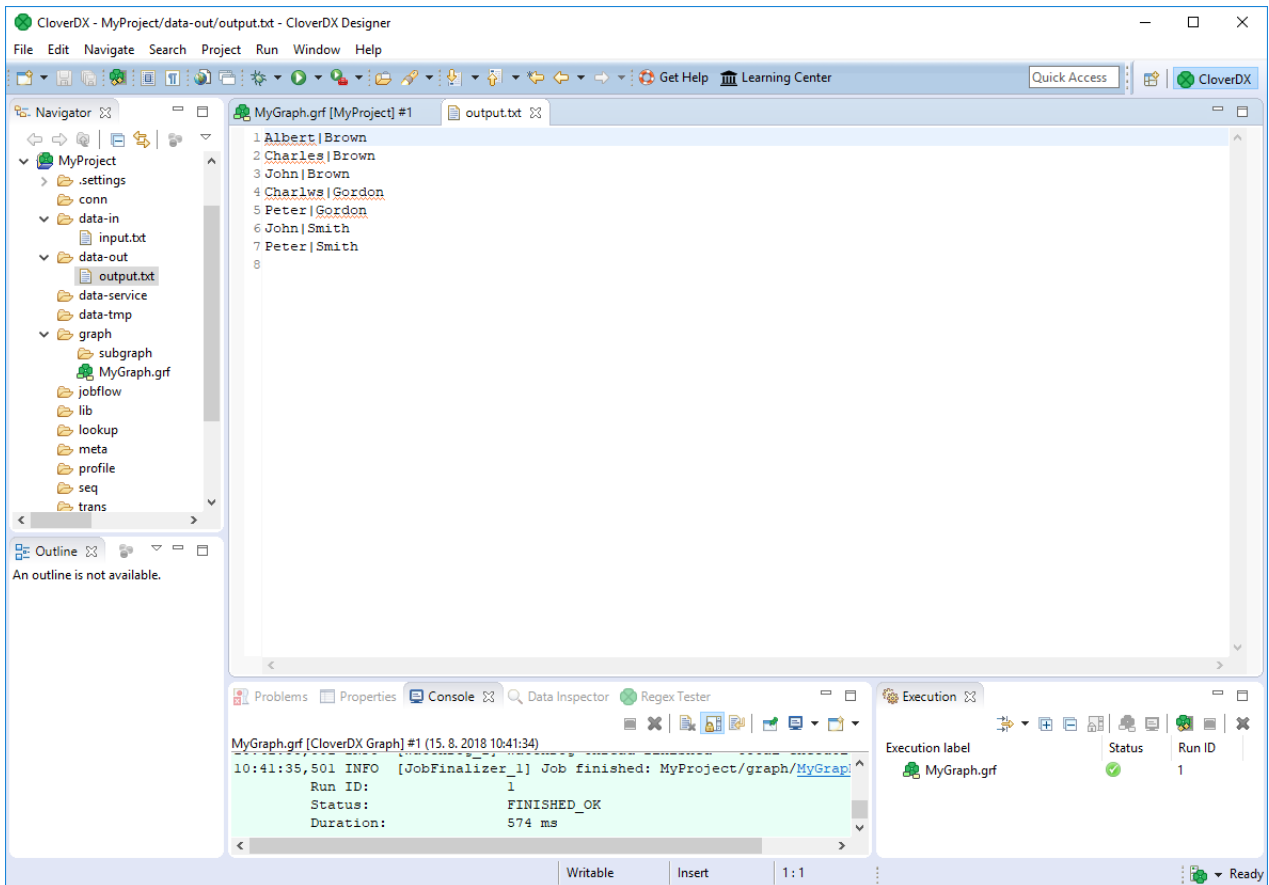 CloverDX - MyProject/data-out/output.txt - CloverDX Designer
File Edit Navigate Search Project Run Window Help
Get Help Learning Center Quick Access CloverDX
Navigator
MyProject
.settings
conn
data-in
input.txt
data-out
output.txt
data-service
data-tmp
graph
subgraph
MyGraph.grf
jobflow
lib
lookup
meta
profile
seq
trans
Outline
An outline is not available.
MyGraph.grf [MyProject] #1 output.txt
1 Albert|Brown
2 Charles|Brown
3 John|Brown
4 Charlws|Gordon
5 Peter|Gordon
6 John|Smith
7 Peter|Smith
8
Problems Properties Console Data Inspector Regex Tester
MyGraph.grf [CloverDX Graph] #1 (15. 8. 2018 10:41:34)
10:41:35,501 INFO [JobFinalizer_1] Job finished: MyProject/graph/MyGrap
Run ID: 1
Status: FINISHED_OK
Duration: 574 ms
Execution
Execution label Status Run ID
MyGraph.grf 1
Writable Insert 1:1 Ready